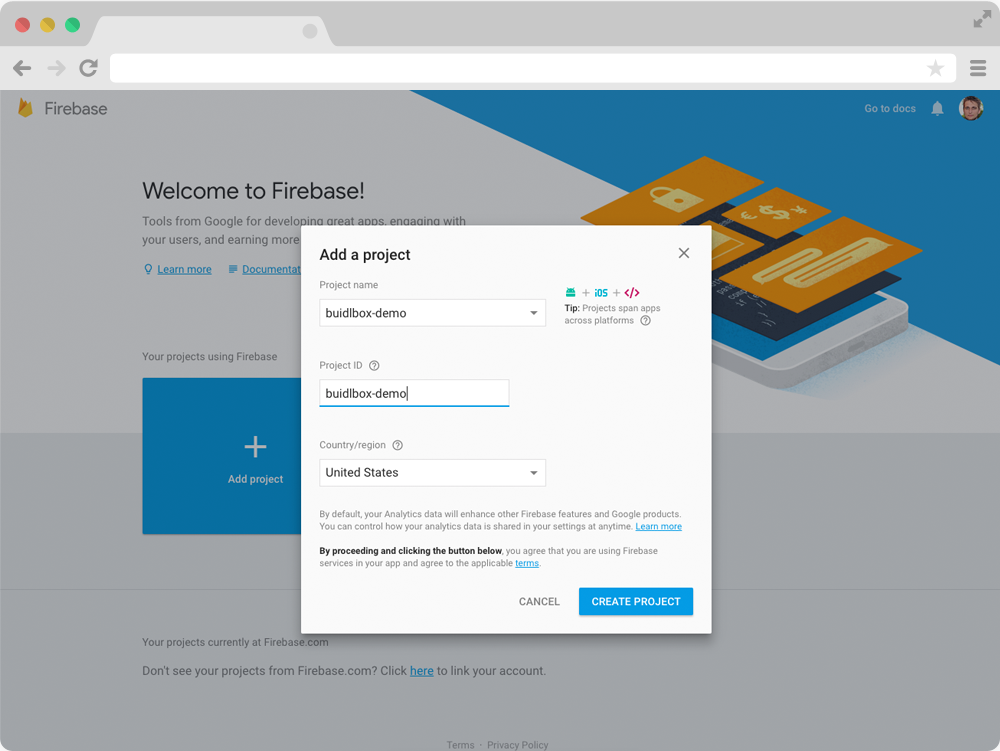 Firebase
Go to docs
Welcome to Firebase!
Tools from Google for developing great apps, engaging with
your users, and earning more
Learn more
Documentat
Your projects using Firebase
Add project
Add a project
Project name
buidlbox-demo
+ iOS + </>
Tip: Projects span apps
across platforms
Project ID
buidlbox-demo
Country/region
United States
By default, your Analytics data will enhance other Firebase features and Google products.
You can control how your analytics data is shared in your settings at anytime. Learn more
By proceeding and clicking the button below, you agree that you are using Firebase
services in your app and agree to the applicable terms.
CANCEL
CREATE PROJECT
Your projects currently at Firebase.com
Don't see your projects from Firebase.com? Click here to link your account.
Terms · Privacy Policy